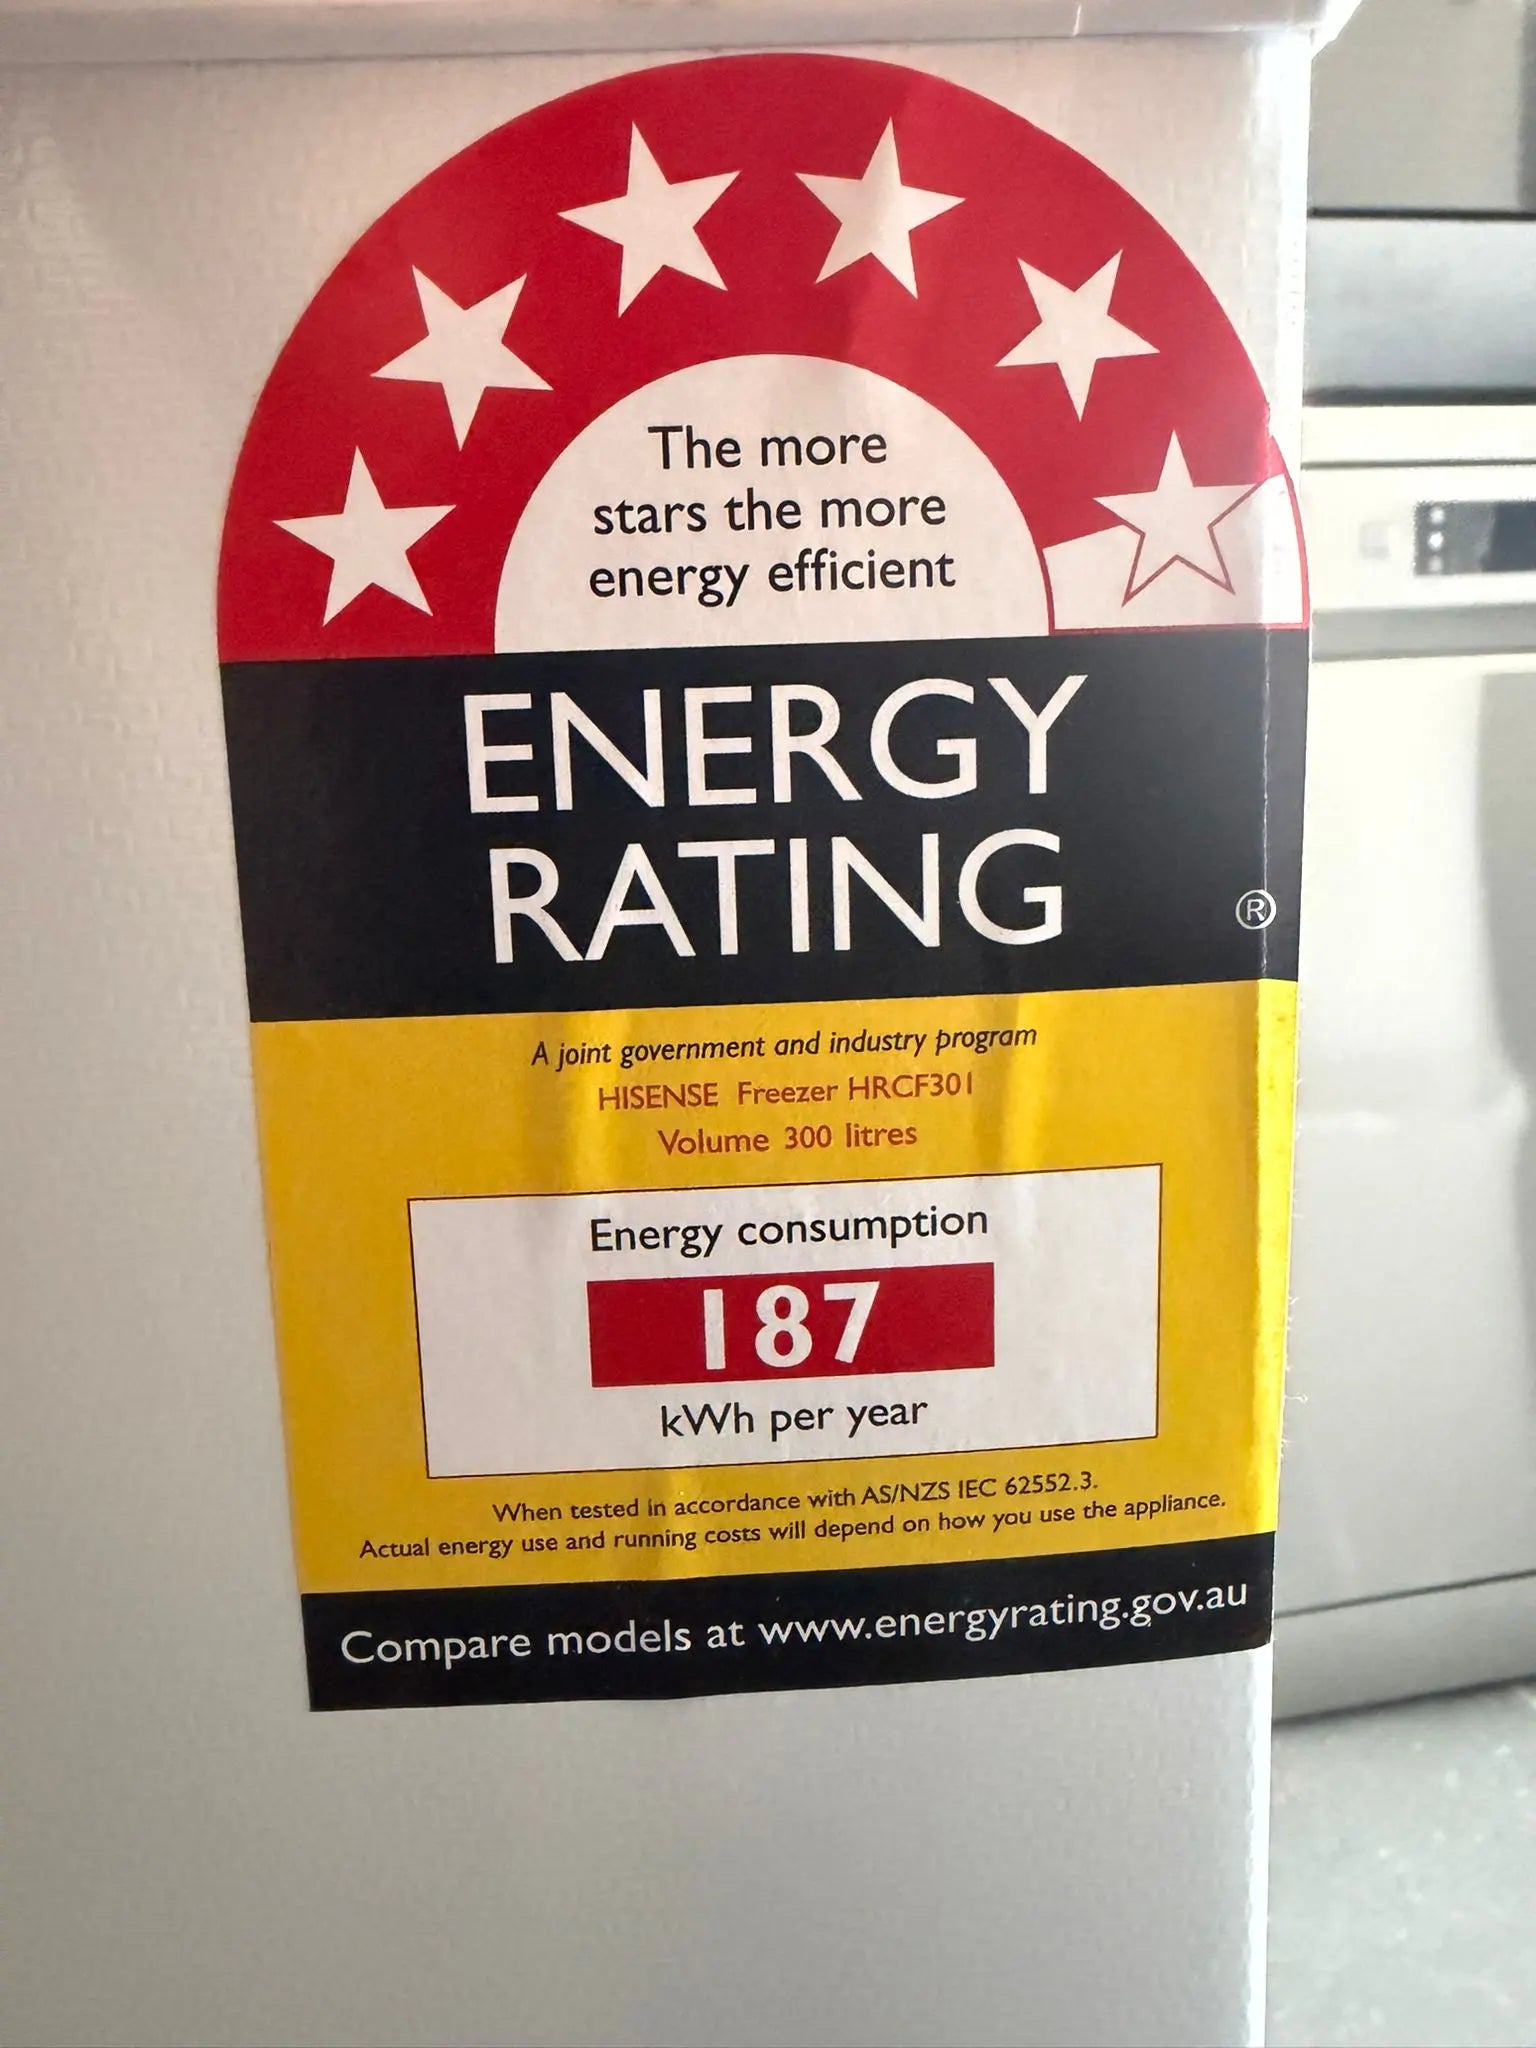 The more
stars the more
energy efficient
ENERGY
RATING
®
A joint government and industry program
HISENSE Freezer HRCF301
Volume 300 litres
Energy consumption
187
kWh per year
When tested in accordance with AS/NZS IEC 62552.3.
Actual energy use and running costs will depend on how you use the appliance.
Compare models at www.energyrating.gov.au